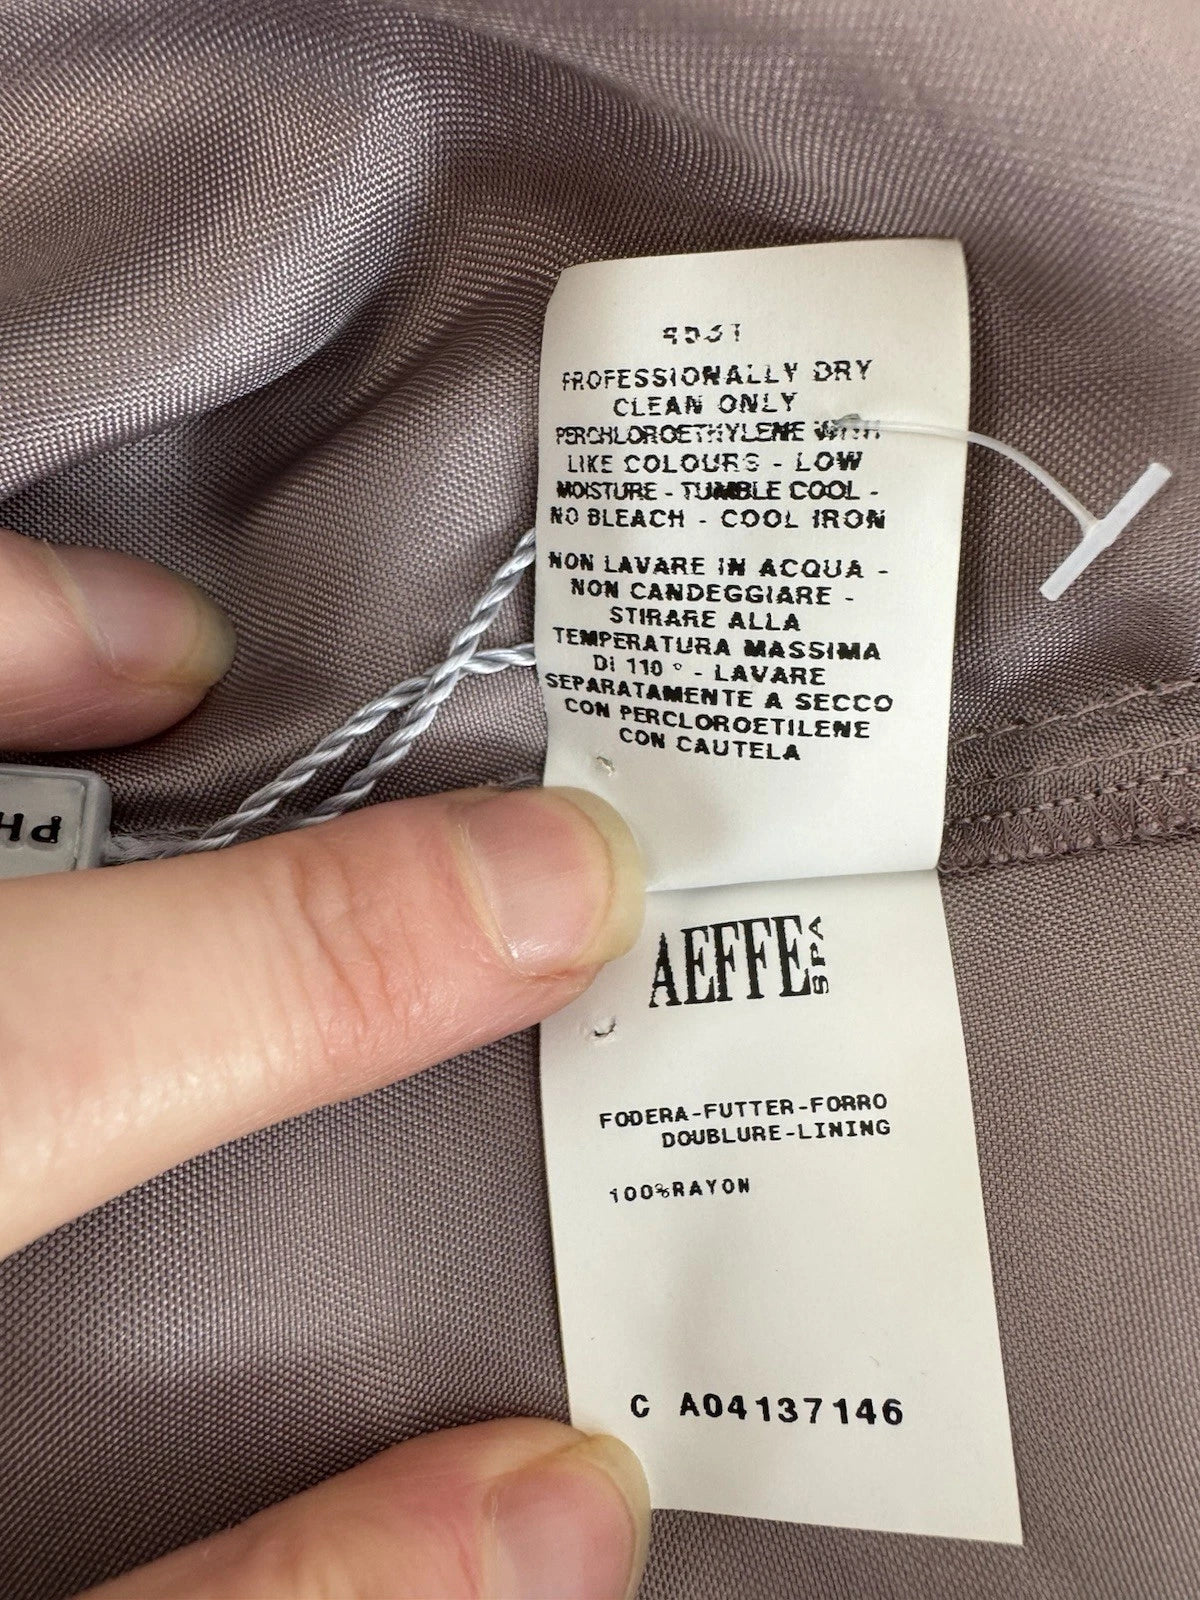 PROFESSIONALLY DRY
CLEAN ONLY
PERCHLOROETHYLENE WITH
LIKE COLOURS - LOW
MOISTURE - TUMBLE COOL -
NO BLEACH - COOL IRON
NON LAVARE IN ACQUA -
NON CANDEGGIARE -
STIRARE ALLA
TEMPERATURA MASSIMA
DI 110 ° - LAVARE
SEPARATAMENTE A SECCO
CON PERCLOROETILENE
CON CAUTELA
PH
AEFFE SPA
FODERA-FUTTER-FORRO
DOUBLURE-LINING
100%RAYON
C A04137146